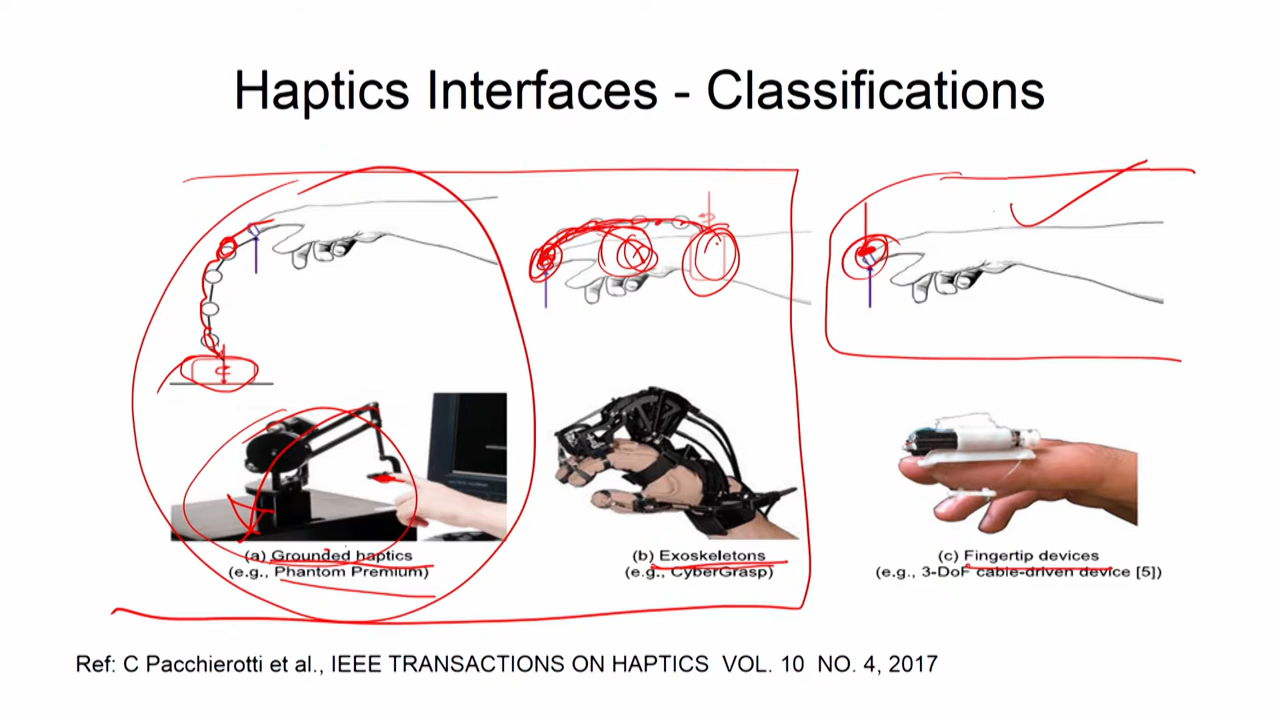 Haptics Interfaces - Classifications
(a) Grounded haptics
(e.g., Phantom Premium)
(b) Exoskeletons
(e.g., CyberGrasp)
(c) Fingertip devices
(e.g., 3-DoF cable-driven device [5])
Ref: C Pacchierotti et al., IEEE TRANSACTIONS ON HAPTICS VOL. 10 NO. 4, 2017